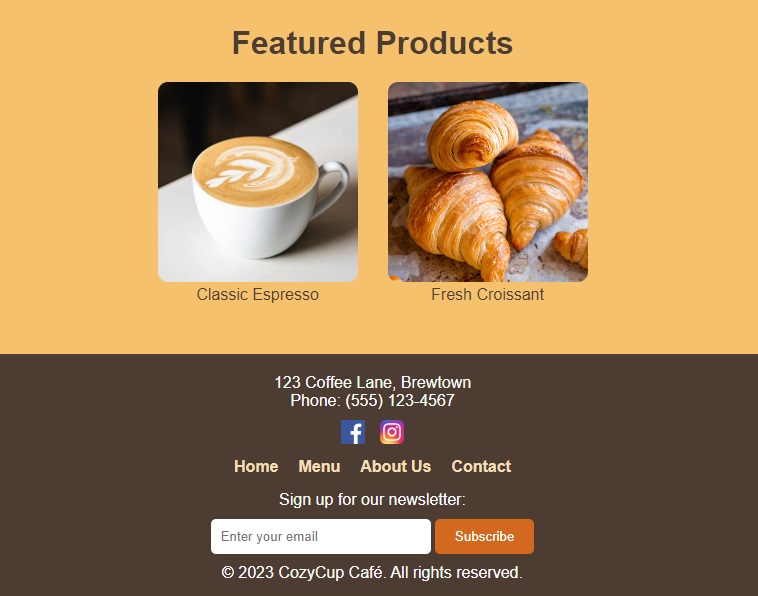 Featured Products
Classic Espresso
Fresh Croissant
123 Coffee Lane, Brewtown
Phone: (555) 123-4567
Home Menu About Us Contact
Sign up for our newsletter:
Enter your email Subscribe
© 2023 CozyCup Café. All rights reserved.